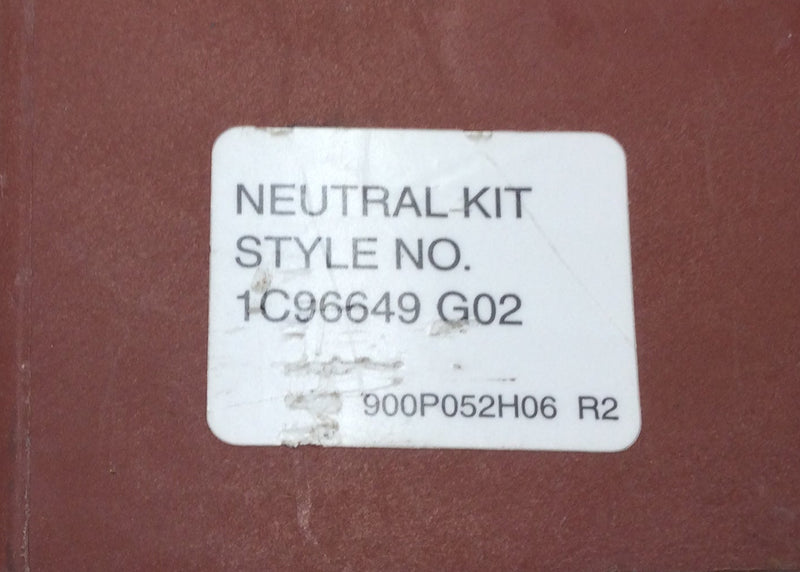 NEUTRAL KIT
STYLE NO.
1C96649 G02
900P052H06 R2